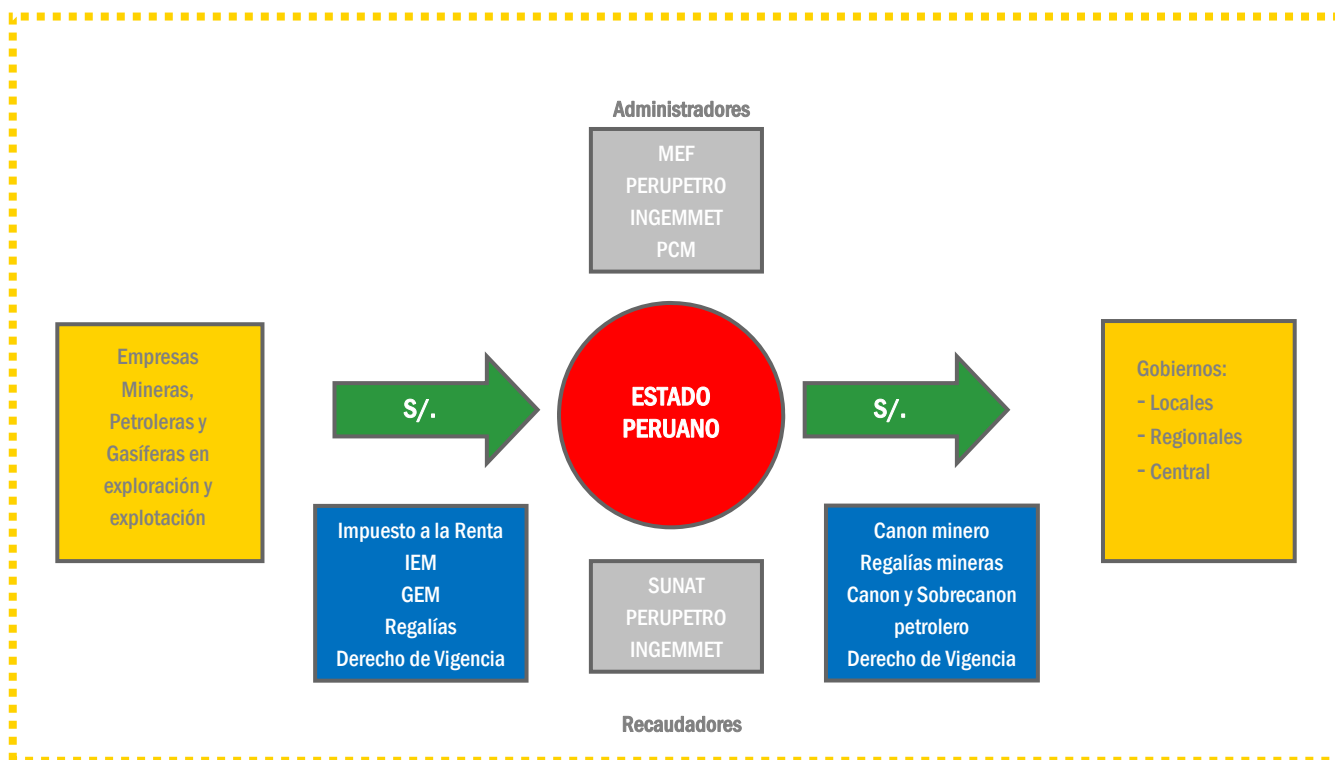 Administradores
MEF
PERUPETRO
INGEMMET
PCM
Empresas
Mineras,
Petroleras y
Gasíferas en
exploración y
explotación
S/.
ESTADO
PERUANO
S/.
Gobiernos:
- Locales
- Regionales
- Central
Impuesto a la Renta
IEM
GEM
Regalías
Derecho de Vigencia
SUNAT
PERUPETRO
INGEMMET
Canon minero
Regalías mineras
Canon y Sobrecanon
petrolero
Derecho de Vigencia
Recaudadores